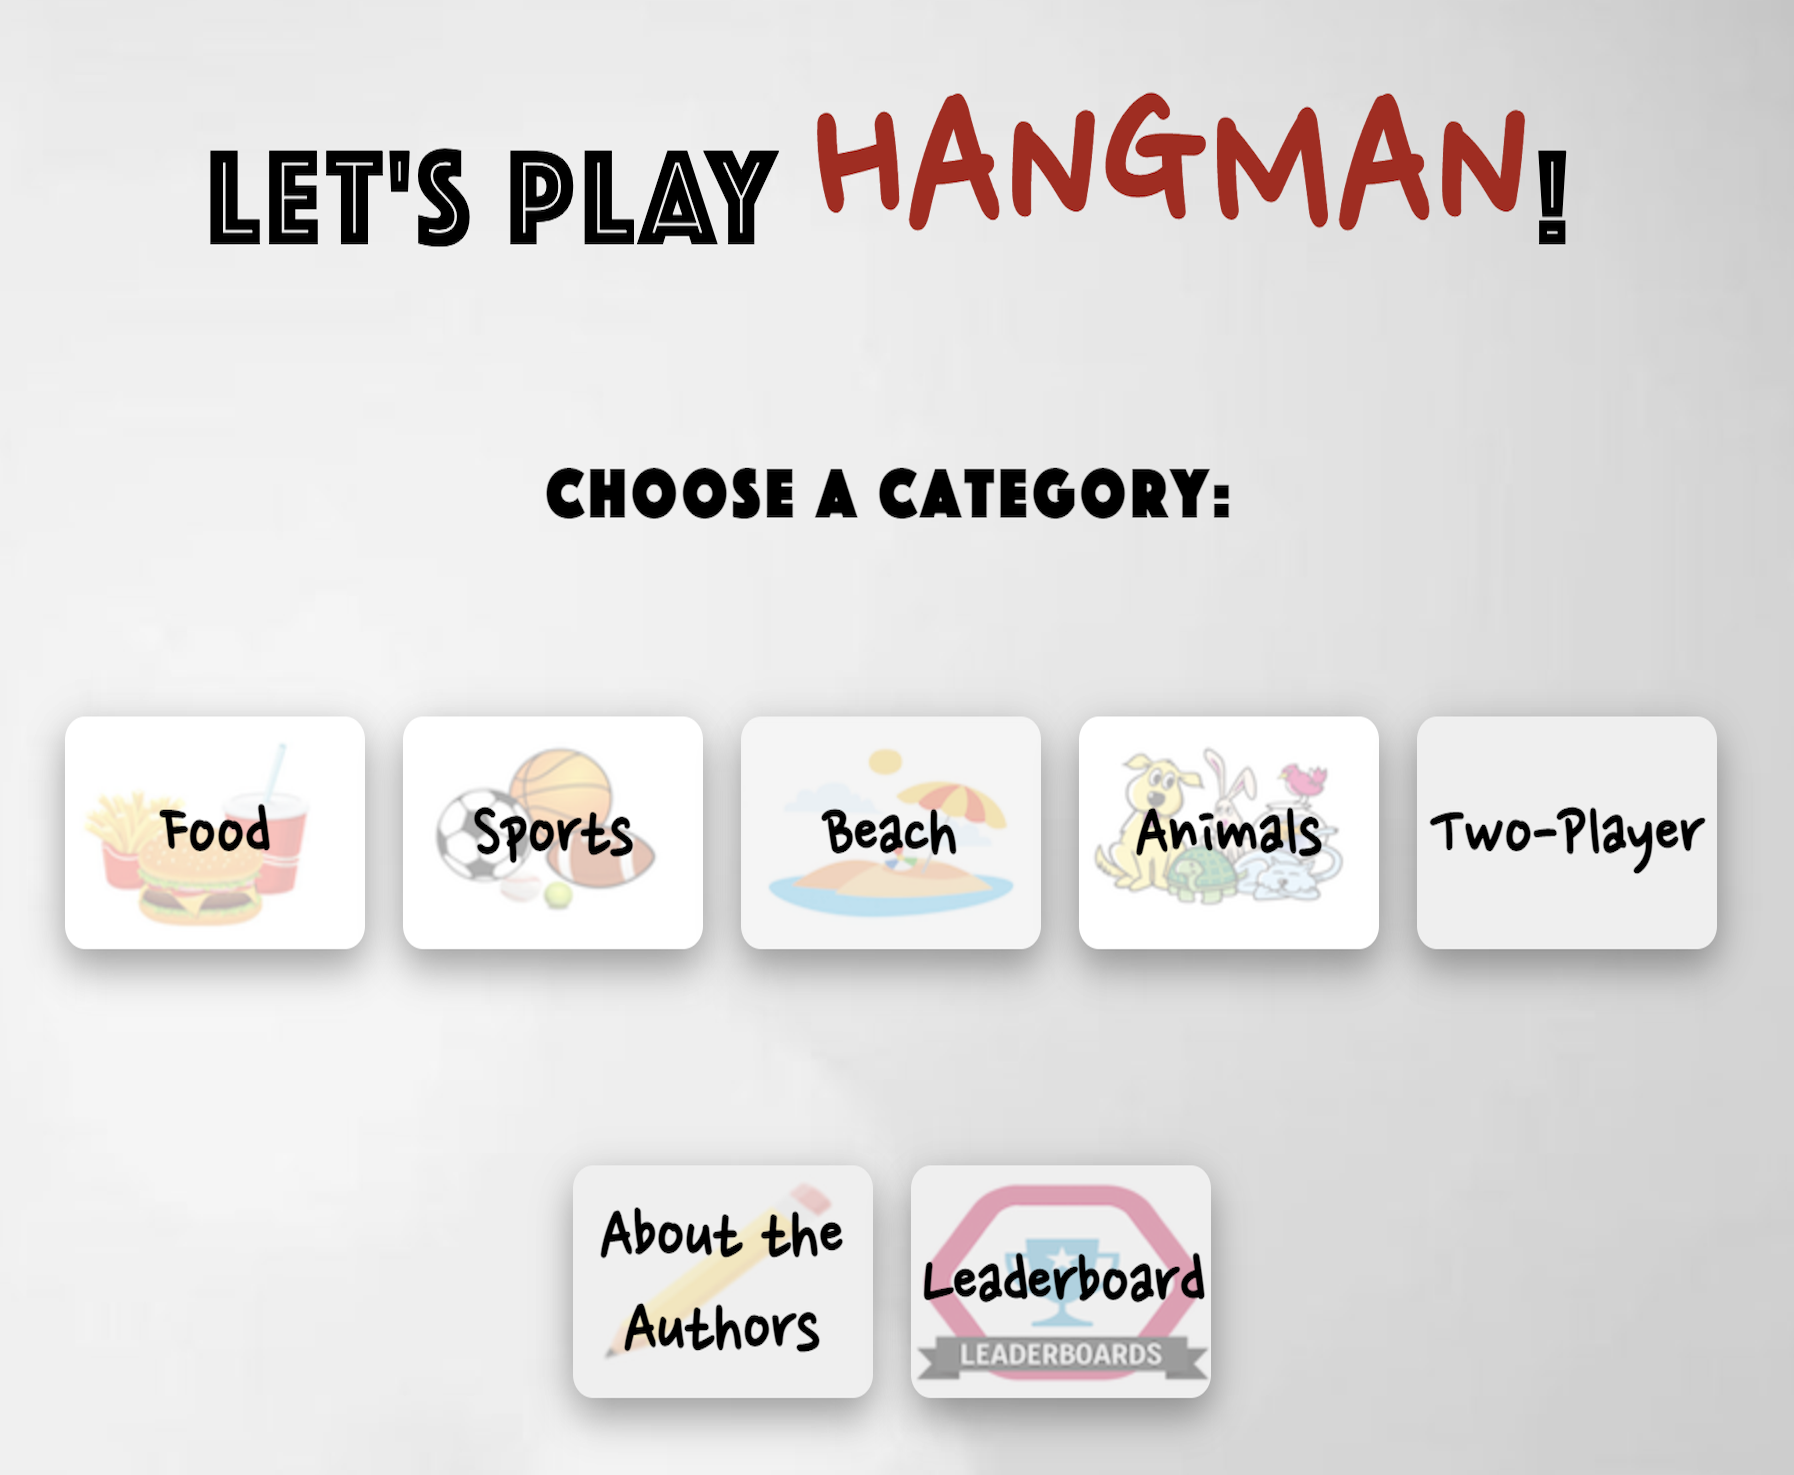 LET'S PLAY HANGMAN!
CHOOSE A CATEGORY:
Food
Sports
Beach
Animals
Two-Player
About the
Authors
Leaderboard
LEADERBOARDS